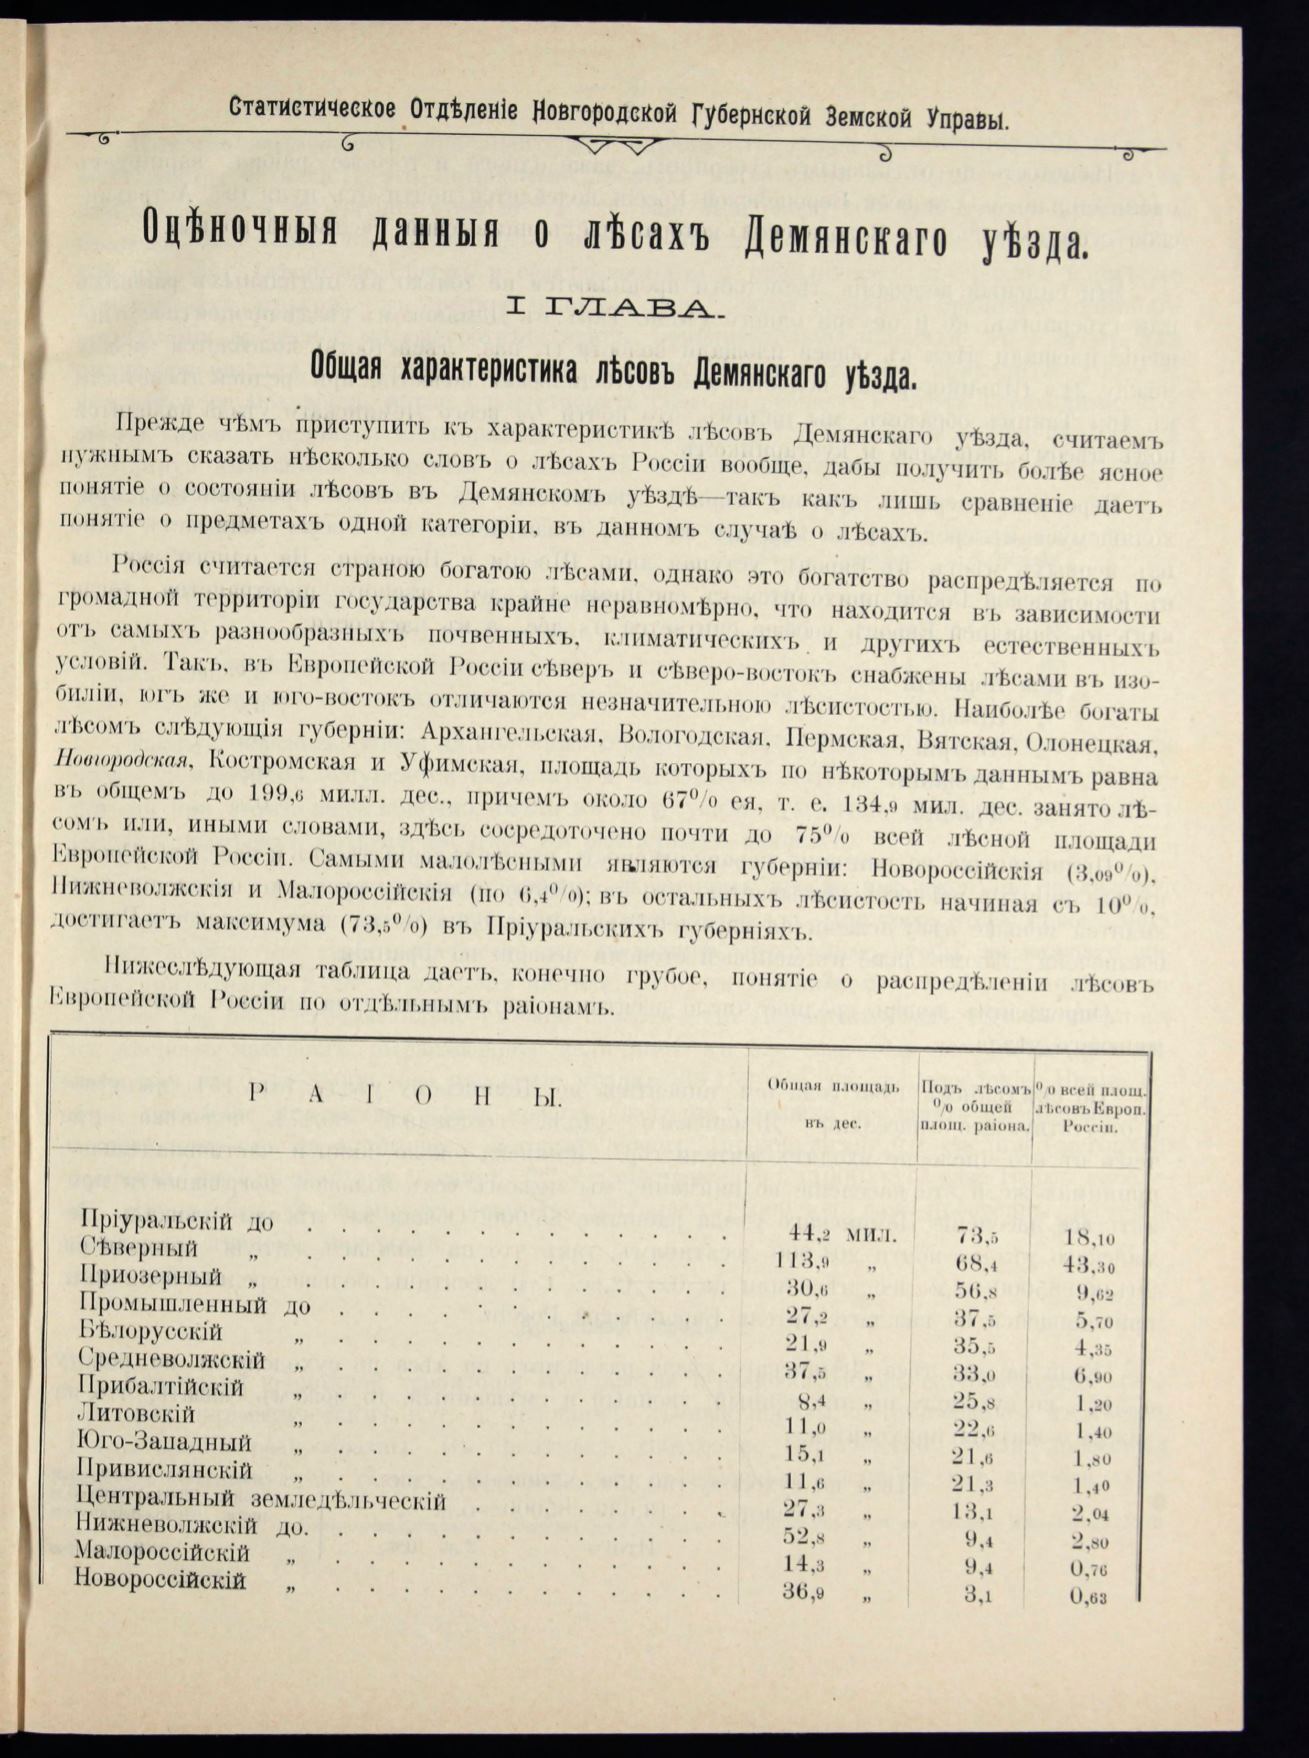 Статистическое Отдѣленіе Новгородской Губернской Земской Управы.
Оцѣночныя данныя о лѣсахъ Демянскаго уѣзда.
I ГЛАВА.
Общая характеристика лѣсовъ Демянскаго уѣзда.
Прежде чѣмъ приступить къ характеристикѣ лѣсовъ Демянскаго уѣзда, считаемъ
нужнымъ сказать нѣсколько словъ о лѣсахъ Россіи вообще, дабы получить болѣе ясное
понятіе о состояніи лѣсовъ въ Демянскомъ уѣздѣ—такъ какъ лишь сравненіе даетъ
понятіе о предметахъ одной категоріи, въ данномъ случаѣ о лѣсахъ.
Россія считается страною богатою лѣсами, однако это богатство распредѣляется по
громадной территоріи государства крайне неравномѣрно, что находится въ зависимости
отъ самыхъ разнообразныхъ почвенныхъ, климатическихъ и другихъ естественныхъ
условій. Такъ, въ Европейской Россіи сѣверъ и сѣверо-востокъ снабжены лѣсами въ изо-
биліи, югъ же и юго-востокъ отличаются незначительною лѣсистостью. Наиболѣе богаты
лѣсомъ слѣдующія губерніи: Архангельская, Вологодская, Пермская, Вятская, Олонецкая,
Новгородская, Костромская и Уфимская, площадь которыхъ по нѣкоторымъ даннымъ равна
въ общемъ до 199,6 милл. дес., причемъ около 67% ея, т. е. 134,9 мил. дес. занято лѣ-
сомъ или, иными словами, здѣсь сосредоточено почти до 75% всей лѣсной площади
Европейской Россіи. Самыми малолѣсными являются губерніи: Новороссійскія (3,09%),
Нижневолжскія и Малороссійскія (по 6,4%); въ остальныхъ лѣсистость начиная съ 10%,
достигаетъ максимума (73,5%) въ Пріуральскихъ губерніяхъ.
Нижеслѣдующая таблица даетъ, конечно грубое, понятіе о распредѣленіи лѣсовъ
Европейской Россіи по отдѣльнымъ раіонамъ.
РАІОНЫ. Общая площадь въ дес. Подъ лѣсомъ % общей площ. раіона. % всей площ. лѣсовъ Европ. Россіи.
Пріуральскій до . . . . . . . . . . . 44,2 мил. 73,5 18,10
Сѣверный „ . . . . . . . . . . . 113,9 „ 68,4 43,30
Приозерный „ . . . . . . . . . . . 30,6 „ 56,8 9,62
Промышленный до . . . . . . . . . . 27,2 „ 37,5 5,70
Бѣлорусскій „ . . . . . . . . . . 21,9 „ 35,5 4,35
Средневолжскій „ . . . . . . . . . . 37,5 „ 33,0 6,90
Прибалтійскій „ . . . . . . . . . . 8,4 „ 25,8 1,20
Литовскій „ . . . . . . . . . . 11,0 „ 22,6 1,40
Юго-Западный „ . . . . . . . . . . 15,1 „ 21,6 1,80
Привислянскій „ . . . . . . . . . . 11,6 „ 21,3 1,40
Центральный земледѣльческій . . . . . . . 27,3 „ 13,1 2,04
Нижневолжскій до. . . . . . . . . . . 52,8 „ 9,4 2,80
Малороссійскій „ . . . . . . . . . . 14,3 „ 9,4 0,76
Новороссійскій „ . . . . . . . . . . 36,9 „ 3,1 0,63